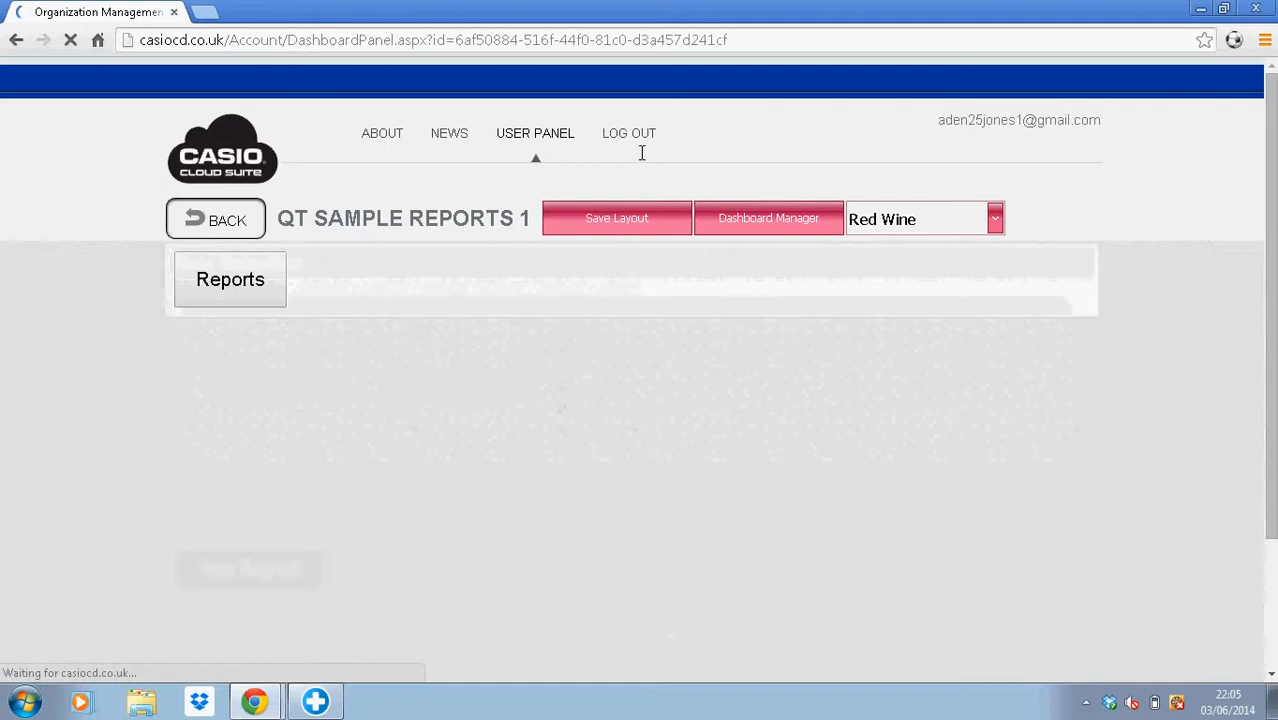 Organization Managemen
casiocd.co.uk/Account/DashboardPanel.aspx?id=6af50884-516f-44f0-81c0-d3a457d241cf
aden25jones1@gmail.com
ABOUT NEWS USER PANEL LOG OUT
CASIO
CLOUD SUITE
BACK QT SAMPLE REPORTS 1 Save Layout Dashboard Manager Red Wine
Reports
Waiting for casiocd.co.uk...
22:05
03/06/2014